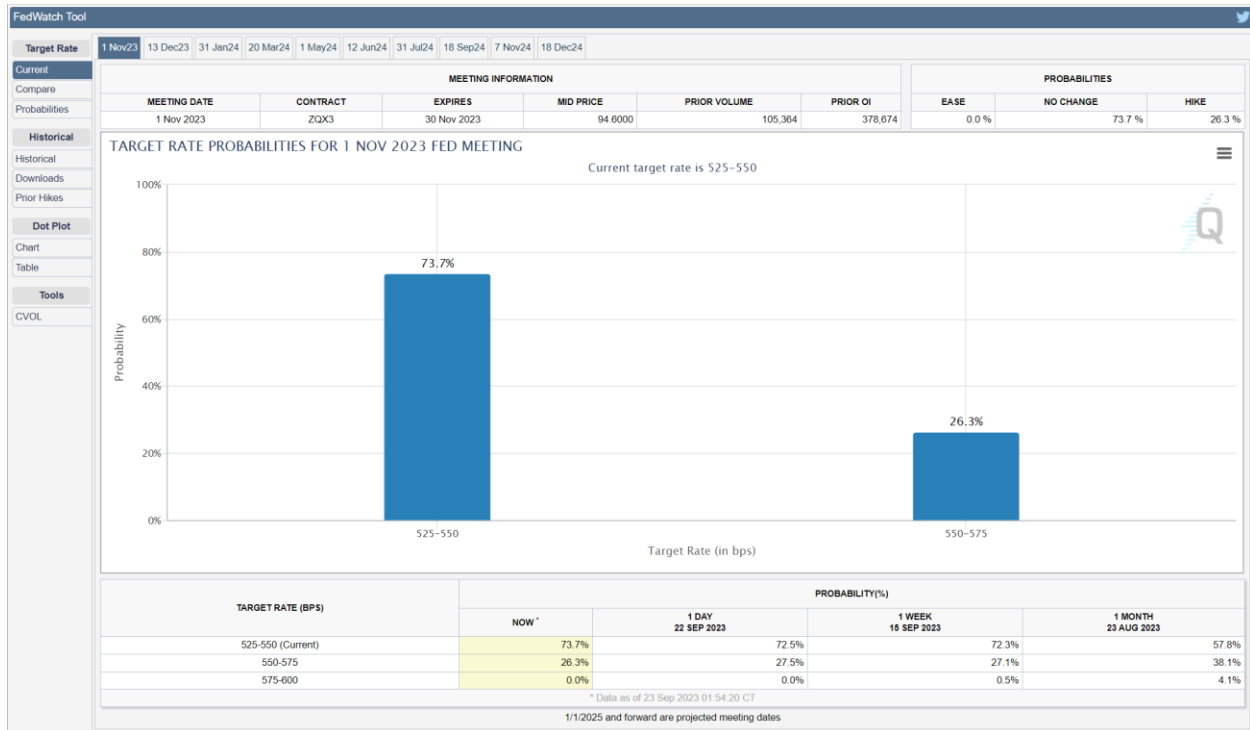 FedWatch Tool
Target Rate
Current
Compare
Probabilities
Historical
Historical
Downloads
Prior Hikes
Dot Plot
Chart
Table
Tools
CVOL
1 Nov23 13 Dec23 31 Jan24 20 Mar24 1 May24 12 Jun24 31 Jul24 18 Sep24 7 Nov24 18 Dec24
MEETING INFORMATION PROBABILITIES
MEETING DATE CONTRACT EXPIRES MID PRICE PRIOR VOLUME PRIOR OI EASE NO CHANGE HIKE
1 Nov 2023 ZQX3 30 Nov 2023 94.6000 105,364 378,674 0.0 % 73.7 % 26.3 %
TARGET RATE PROBABILITIES FOR 1 NOV 2023 FED MEETING
Current target rate is 525-550
100%
80%
60%
40%
20%
0%
Probability
73.7%
26.3%
Q
525-550 550-575
Target Rate (in bps)
TARGET RATE (BPS) PROBABILITY(%)
NOW * 1 DAY 1 WEEK 1 MONTH
22 SEP 2023 15 SEP 2023 23 AUG 2023
525-550 (Current) 73.7% 72.5% 72.3% 57.8%
550-575 26.3% 27.5% 27.1% 38.1%
575-600 0.0% 0.0% 0.5% 4.1%
* Data as of 23 Sep 2023 01:54:20 CT
1/1/2025 and forward are projected meeting dates